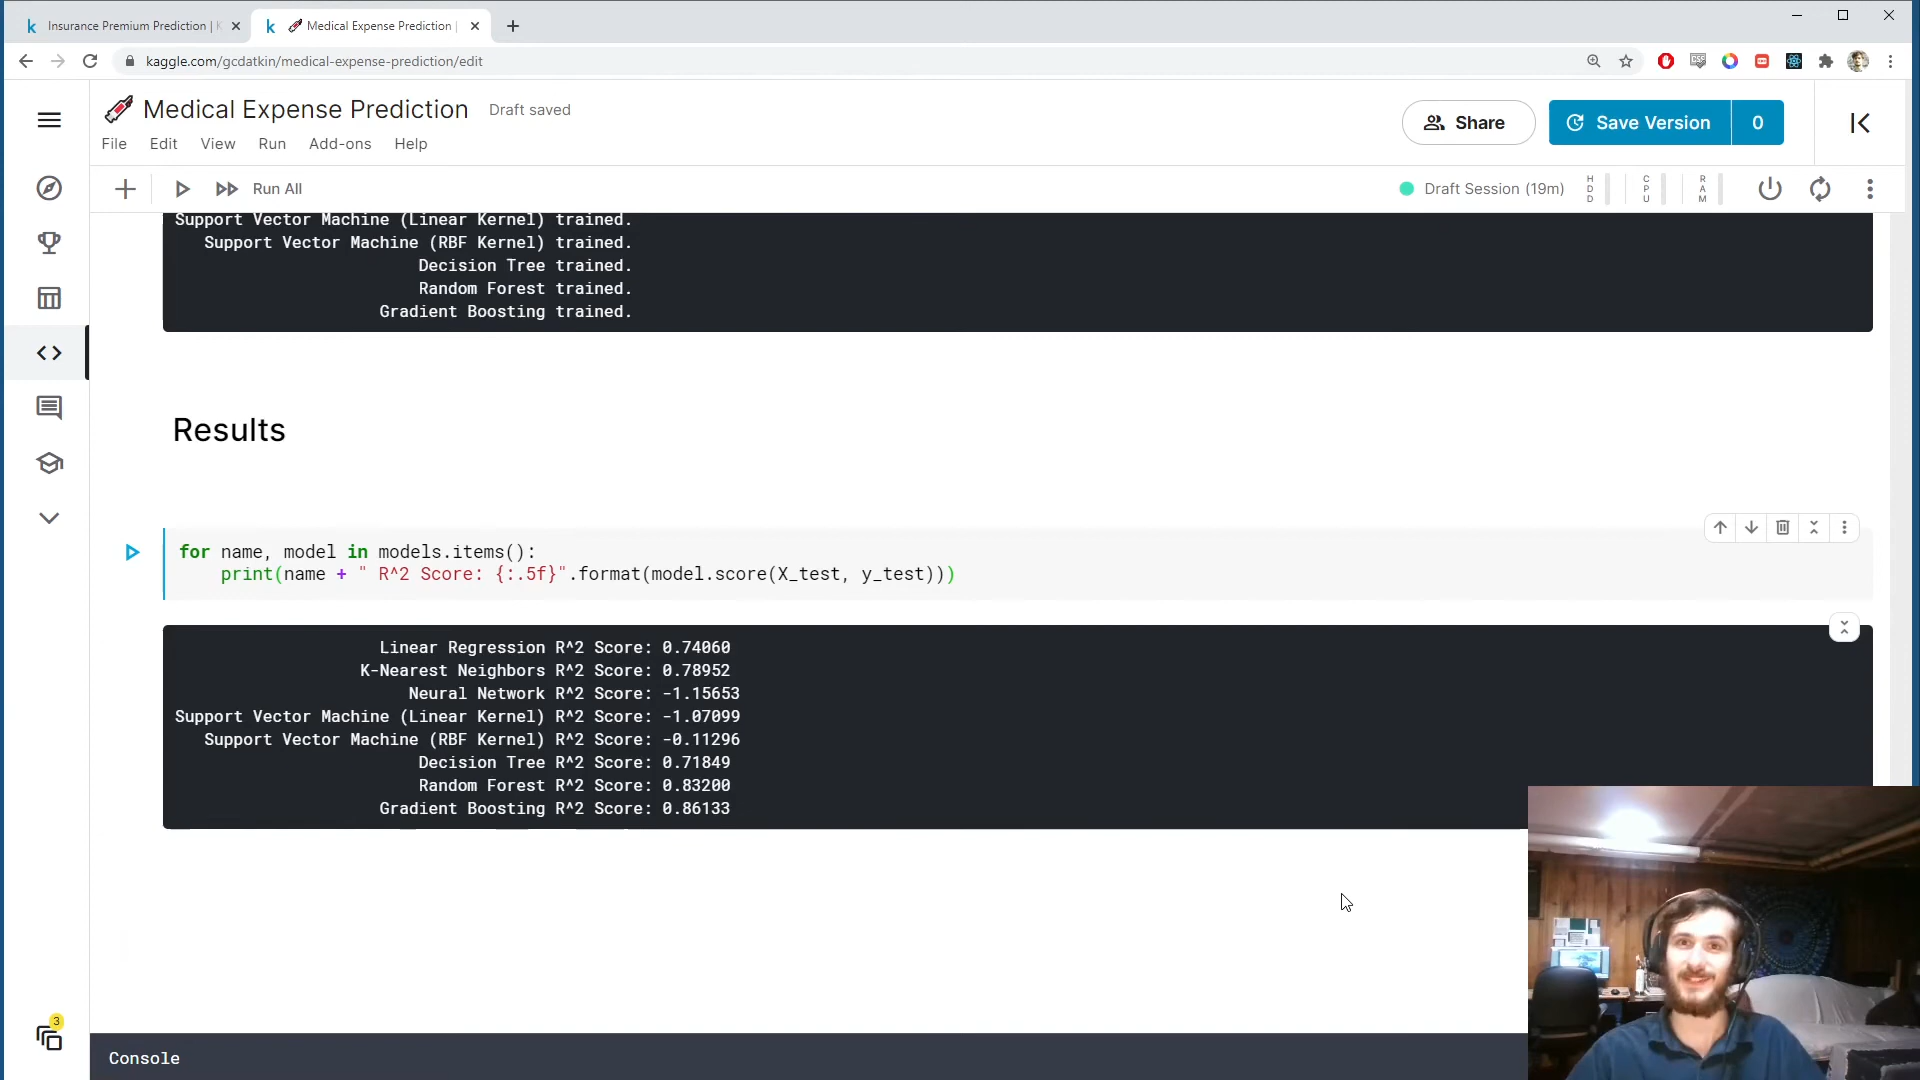 Insurance Premium Prediction |
Medical Expense Prediction |
kaggle.com/gcdatkin/medical-expense-prediction/edit
Medical Expense Prediction
Draft saved
Share
Save Version
0
File Edit View Run Add-ons Help
Run All
Draft Session (19m)
HDD
CPU
RAM
Support Vector Machine (Linear Kernel) trained.
Support Vector Machine (RBF Kernel) trained.
Decision Tree trained.
Random Forest trained.
Gradient Boosting trained.
Results
for name, model in models.items():
print(name + " R^2 Score: {:.5f}".format(model.score(X_test, y_test)))
Linear Regression R^2 Score: 0.74060
K-Nearest Neighbors R^2 Score: 0.78952
Neural Network R^2 Score: -1.15653
Support Vector Machine (Linear Kernel) R^2 Score: -1.07099
Support Vector Machine (RBF Kernel) R^2 Score: -0.11296
Decision Tree R^2 Score: 0.71849
Random Forest R^2 Score: 0.83200
Gradient Boosting R^2 Score: 0.86133
3
Console